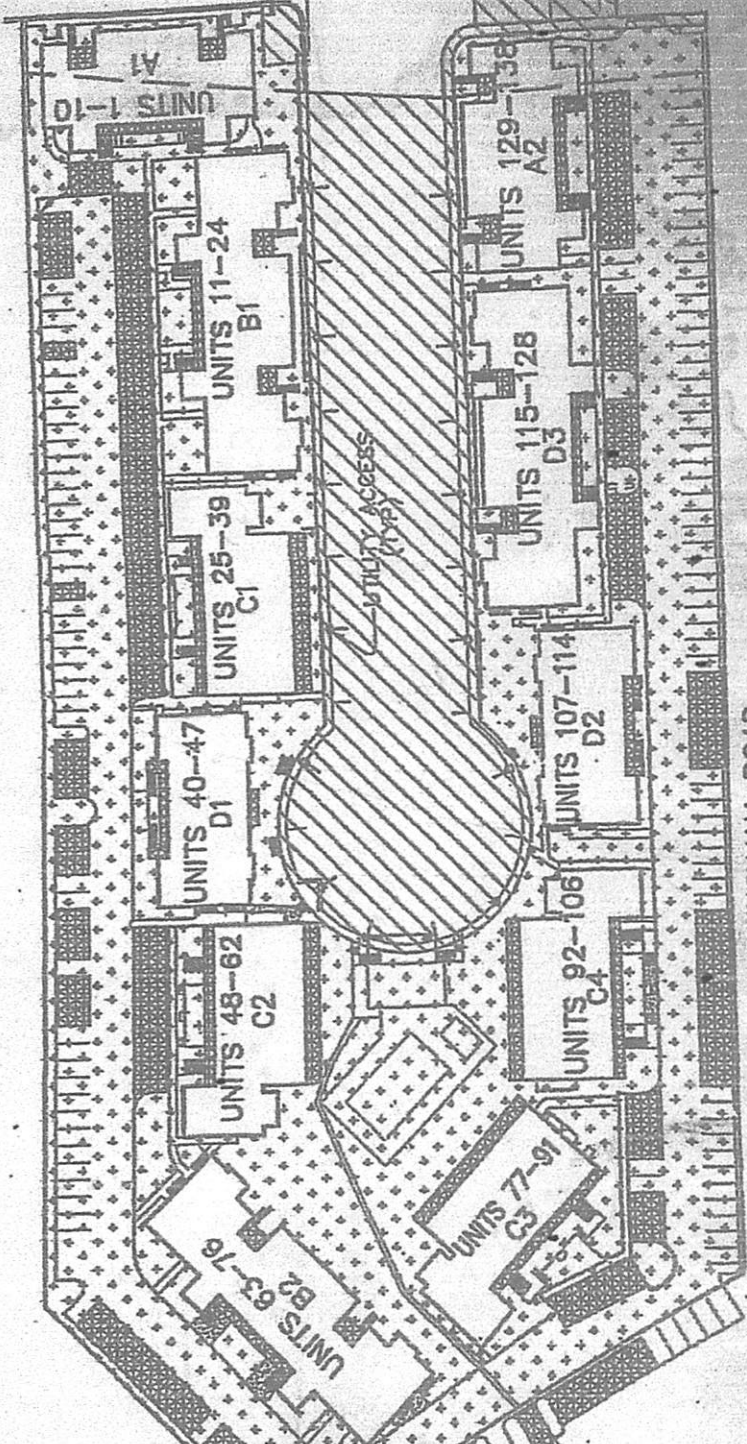 UNITS 1-10
A1
UNITS 11-24
B1
UNITS 25-39
C1
UNITS 40-47
D1
UNITS 48-62
C2
UNITS 63-76
B2
UNITS 77-91
C3
UNITS 92-106
C4
UNITS 107-114
D2
UNITS 115-128
D3
UNITS 129-138
A2
UTILITY ACCESS
(TYP)